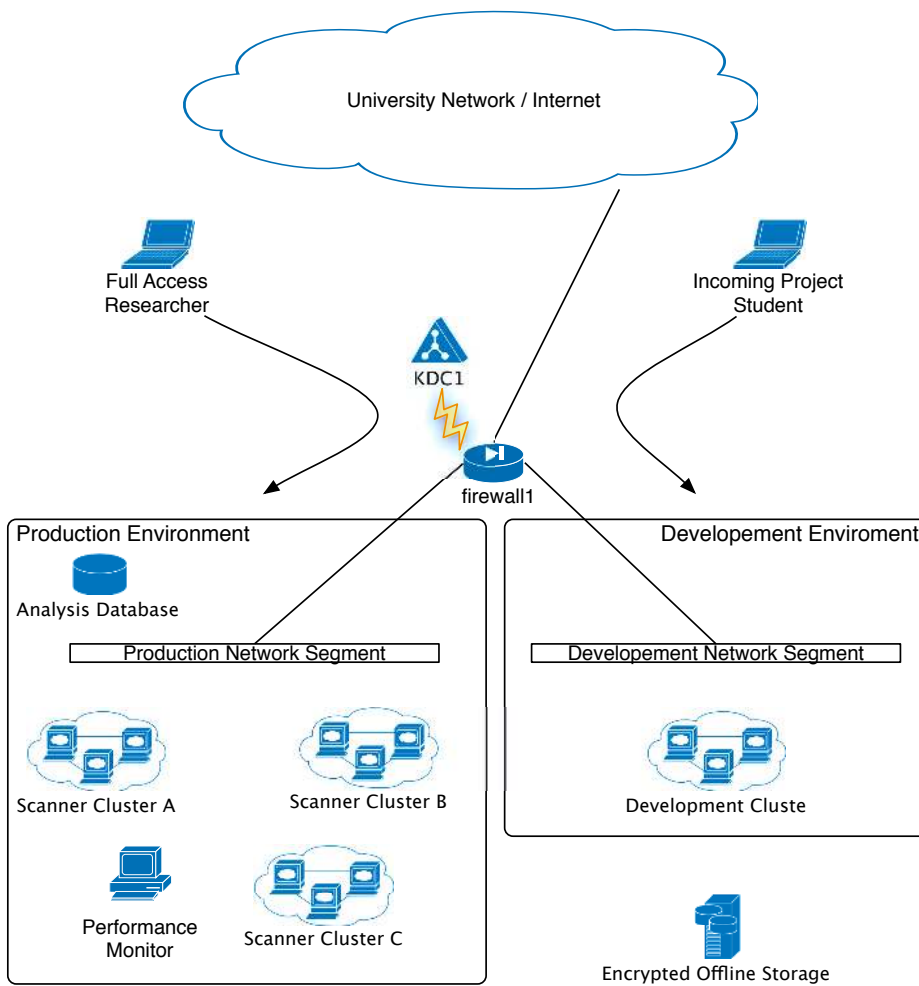 University Network / Internet
Full Access
Researcher
Incoming Project
Student
KDC1
firewall1
Production Environment
Developement Enviroment
Analysis Database
Production Network Segment
Developement Network Segment
Scanner Cluster A
Scanner Cluster B
Development Cluste
Performance
Monitor
Scanner Cluster C
Encrypted Offline Storage